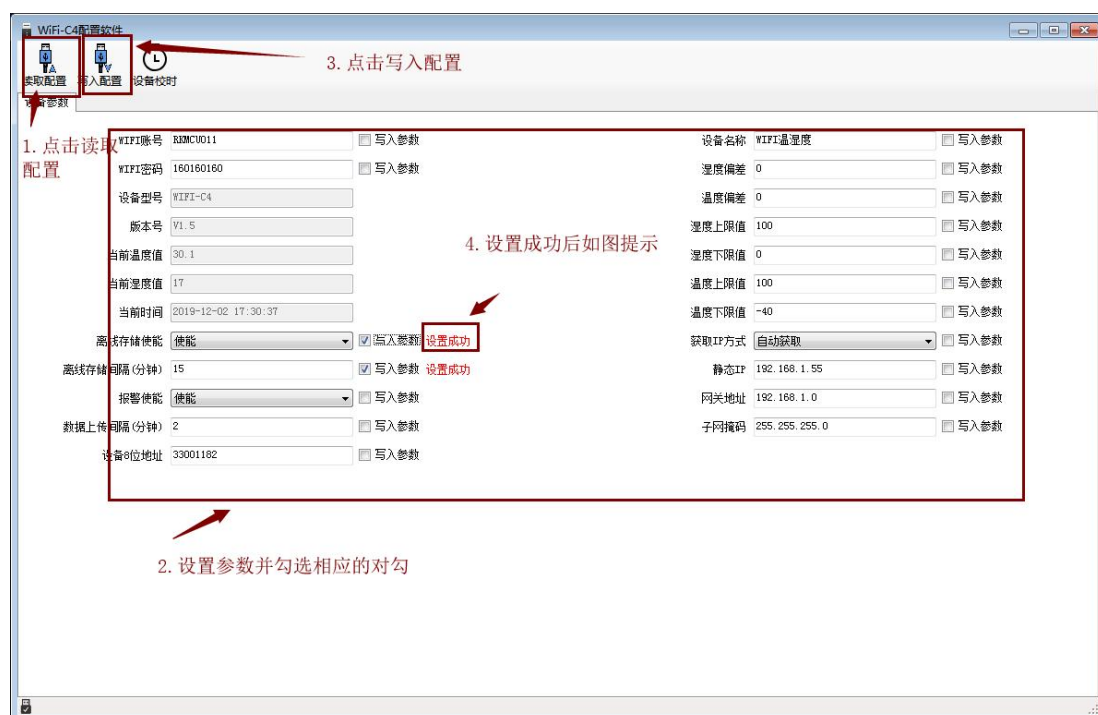 WiFi-C4配置软件
读取配置 写入配置 设备校时
3. 点击写入配置
设备参数
1. 点击读取
配置
WIFI账号 RKMCU011 写入参数 设备名称 WIFI温湿度 写入参数
WIFI密码 160160160 写入参数 湿度偏差 0 写入参数
设备型号 WIFI-C4 温度偏差 0 写入参数
版本号 V1.5 湿度上限值 100 写入参数
4. 设置成功后如图提示
当前温度值 30.1 湿度下限值 0 写入参数
当前湿度值 17 温度上限值 100 写入参数
当前时间 2019-12-02 17:30:37 温度下限值 -40 写入参数
离线存储使能 使能 写入参数 设置成功 获取IP方式 自动获取 写入参数
离线存储间隔(分钟) 15 写入参数 设置成功 静态IP 192.168.1.55 写入参数
报警使能 使能 写入参数 网关地址 192.168.1.0 写入参数
数据上传间隔(分钟) 2 写入参数 子网掩码 255.255.255.0 写入参数
设备8位地址 33001182 写入参数
2. 设置参数并勾选相应的对勾